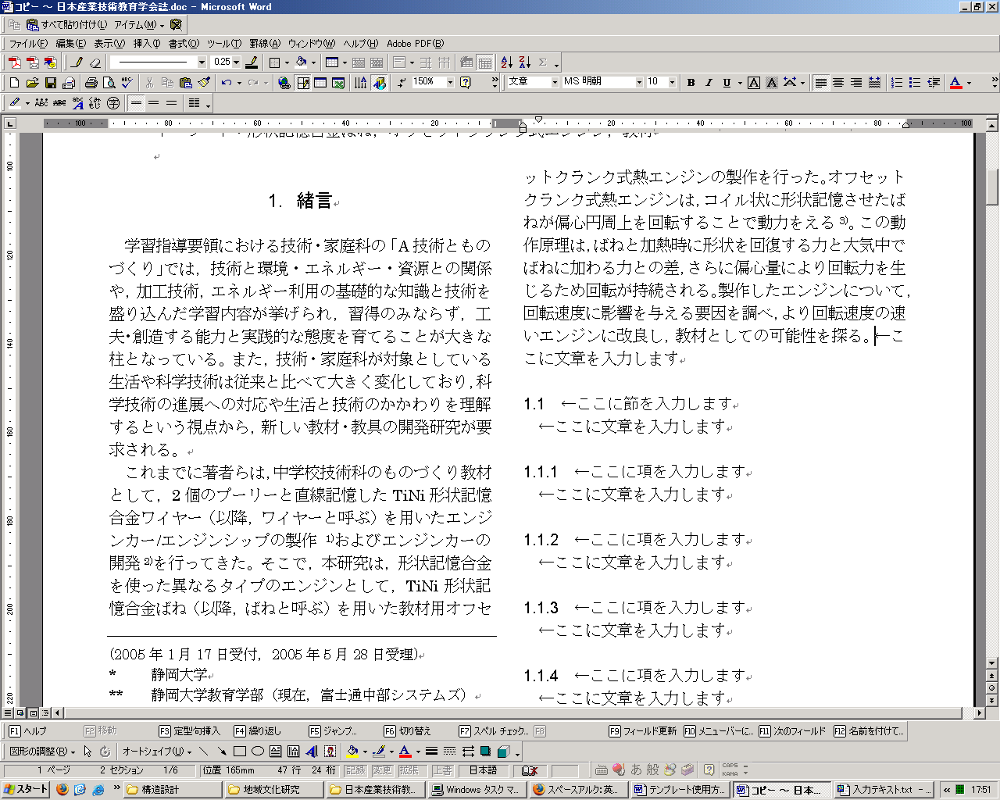 コピー ～ 日本産業技術教育学会誌.doc - Microsoft Word
すべて貼り付け(L) アイテム(M)
ファイル(F) 編集(E) 表示(V) 挿入(I) 書式(O) ツール(T) 罫線(A) ウィンドウ(W) ヘルプ(H) Adobe PDF(B)
0.25
150% 文章 MS 明朝 10 B I U A A A
100 80 60 40 20 20 40 60 80 100
形状記憶合金ばね，オフセットクランク式エンジン，教材
1. 緒言
学習指導要領における技術・家庭科の「A 技術ともの
づくり」では，技術と環境・エネルギー・資源との関係
や，加工技術，エネルギー利用の基礎的な知識と技術を
盛り込んだ学習内容が挙げられ，習得のみならず，工
夫・創造する能力と実践的な態度を育てることが大きな
柱となっている。また，技術・家庭科が対象としている
生活や科学技術は従来と比べて大きく変化しており，科
学技術の進展への対応や生活と技術のかかわりを理解
するという視点から，新しい教材・教具の開発研究が要
求される。
これまでに著者らは，中学校技術科のものづくり教材
として，2 個のプーリーと直線記憶した TiNi 形状記憶
合金ワイヤー（以降，ワイヤーと呼ぶ）を用いたエンジ
ンカー/エンジンシップの製作 1)およびエンジンカーの
開発 2)を行ってきた。そこで，本研究は，形状記憶合金
を使った異なるタイプのエンジンとして，TiNi 形状記
憶合金ばね（以降，ばねと呼ぶ）を用いた教材用オフセ
(2005 年 1 月 17 日受付，2005 年 5 月 28 日受理)
* 静岡大学
** 静岡大学教育学部（現在，富士通中部システムズ）
ットクランク式熱エンジンの製作を行った。オフセット
クランク式熱エンジンは，コイル状に形状記憶させたば
ねが偏心円周上を回転することで動力をえる 3)。この動
作原理は，ばねと加熱時に形状を回復する力と大気中で
ばねに加わる力との差，さらに偏心量により回転力を生
じるため回転が持続される。製作したエンジンについて，
回転速度に影響を与える要因を調べ，より回転速度の速
いエンジンに改良し，教材としての可能性を探る。←こ
こに文章を入力します
1.1 ←ここに節を入力します
←ここに文章を入力します
1.1.1 ←ここに項を入力します
←ここに文章を入力します
1.1.2 ←ここに項を入力します
←ここに文章を入力します
1.1.3 ←ここに項を入力します
←ここに文章を入力します
1.1.4 ←ここに項を入力します
←ここに文章を入力します
100
120
140
160
180
200
220
F1 ヘルプ F2 移動 F3 定型句挿入 F4 繰り返し F5 ジャンプ... F6 切り替え F7 スペル チェック... F8 F9 フィールド更新 F10 メニューバーに... F11 次のフィールド F12 名前を付けて...
図形の調整(R) オートシェイプ(U)
1 ページ 2 セクション 1/6 位置 165mm 47 行 24 桁 記録 変更 拡張 上書 日本語 あ 般 CAPS KANA
スタート 構造設計 地域文化研究 日本産業技術教... Windows タスク マ... スペースアルク: 英... テンプレート使用方... コピー ～ 日本... 入力テキスト.txt - ... 17:51